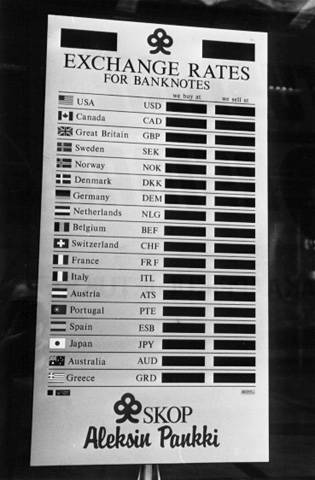 EXCHANGE RATES
FOR BANKNOTES
we buy at we sell at
USA USD
Canada CAD
Great Britain GBP
Sweden SEK
Norway NOK
Denmark DKK
Germany DEM
Netherlands NLG
Belgium BEF
Switzerland CHF
France FRF
Italy ITL
Austria ATS
Portugal PTE
Spain ESB
Japan JPY
Australia AUD
Greece GRD
SKOP
Aleksin Pankki